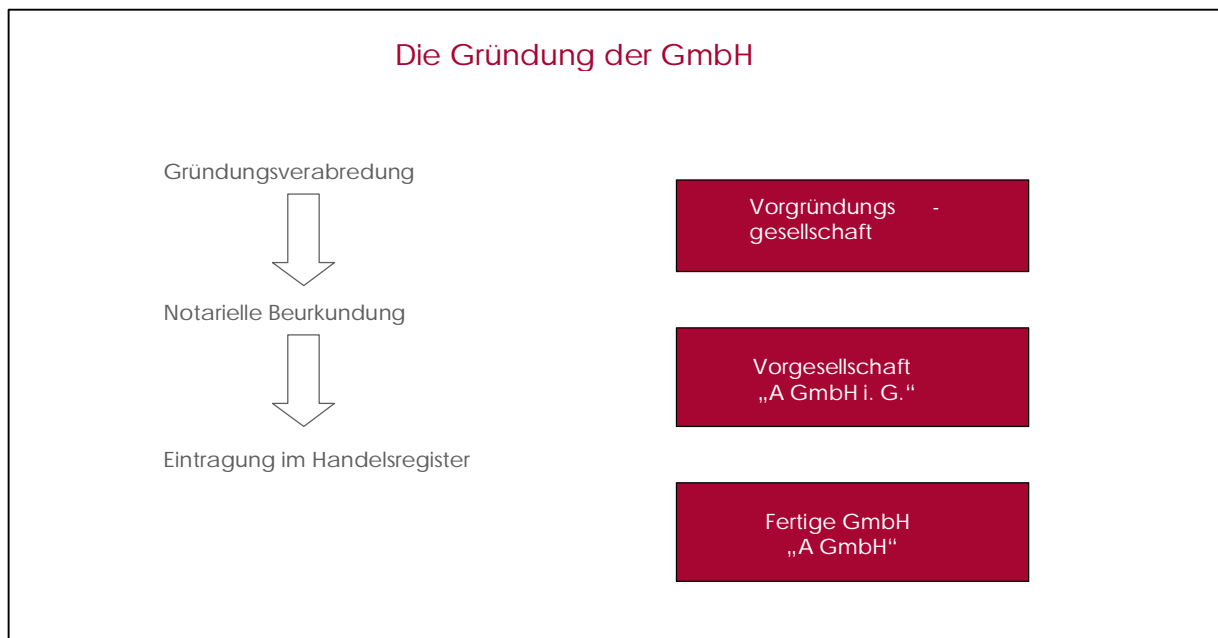 Die Gründung der GmbH
Gründungsverabredung
Vorgründungs -
gesellschaft
Notarielle Beurkundung
Vorgesellschaft
„A GmbH i. G.“
Eintragung im Handelsregister
Fertige GmbH
„A GmbH“